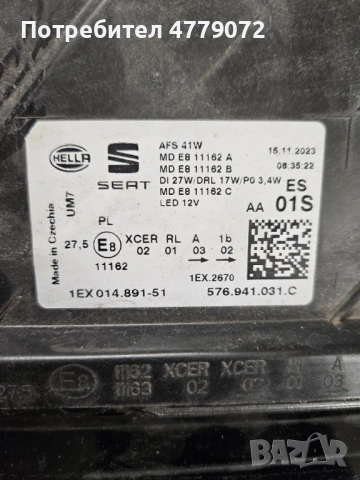 Потребител 4779072
HELLA
SEAT
AFS 41W
MD E8 11162 A
MD E8 11162 B
DI 27W/DRL 17W/PO 3,4W
MD E8 11162 C
LED 12V
15.11.2023
08:35:22
ES
AA 01S
Made in Czechia
UM7
PL
27,5 E8 XCER RL A 1b
02 01 03 02
11162
1EX.2670
1EX 014.891-51
576.941.031.C
27,5 E8 11162 XCER XCER A
11163 02 02 03
BAZAR
.bg